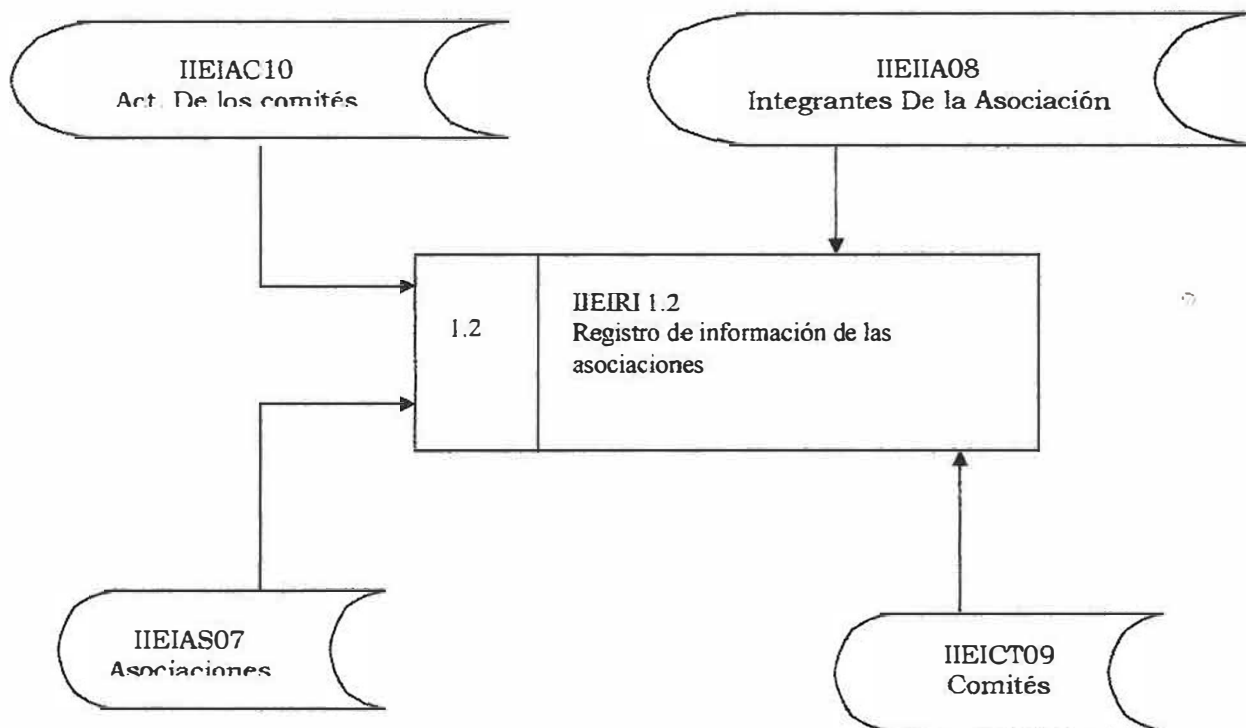 IIEIAC10
Act. De los comités
IIEIIA08
Integrantes De la Asociación
1.2
IIEIRI 1.2
Registro de información de las
asociaciones
IIEIAS07
Asociaciones
IIEICT09
Comités